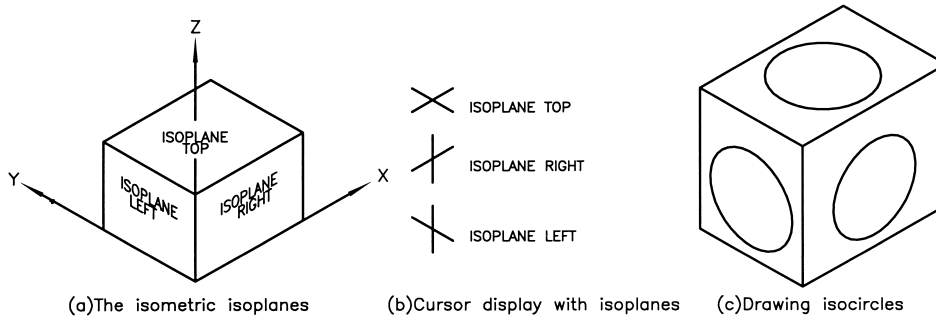 Z
Y
X
ISOPLANE
TOP
ISOPLANE
LEFT
ISOPLANE
RIGHT
(a)The isometric isoplanes
ISOPLANE TOP
ISOPLANE RIGHT
ISOPLANE LEFT
(b)Cursor display with isoplanes
(c)Drawing isocircles